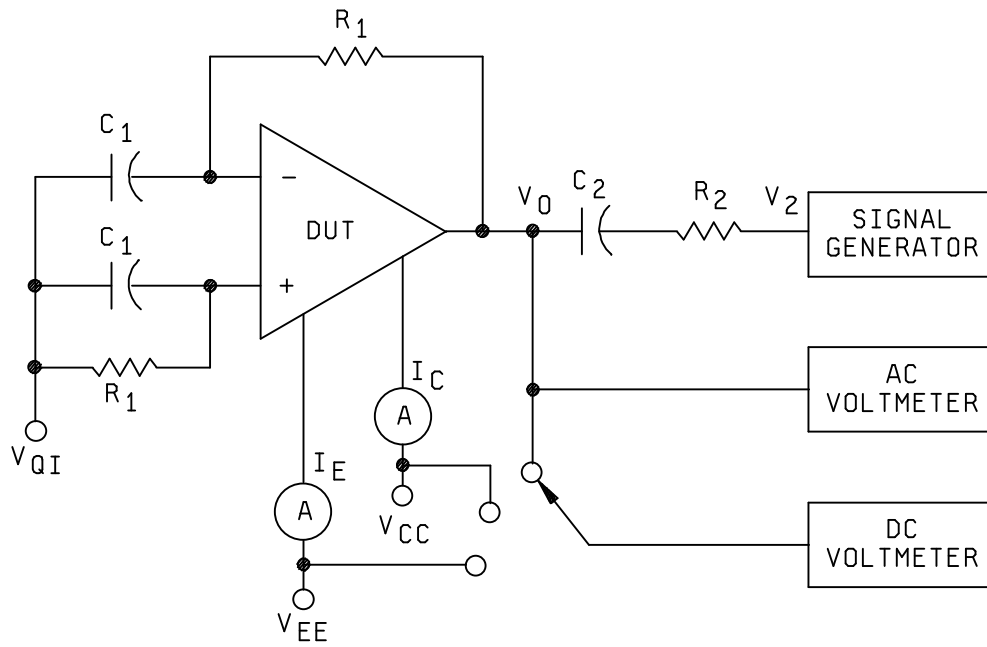 R1
C1
−
DUT
C1
+
R1
VQI
IC
A
IE
A
VCC
VEE
VO
C2
R2
V2
SIGNAL
GENERATOR
AC
VOLTMETER
DC
VOLTMETER